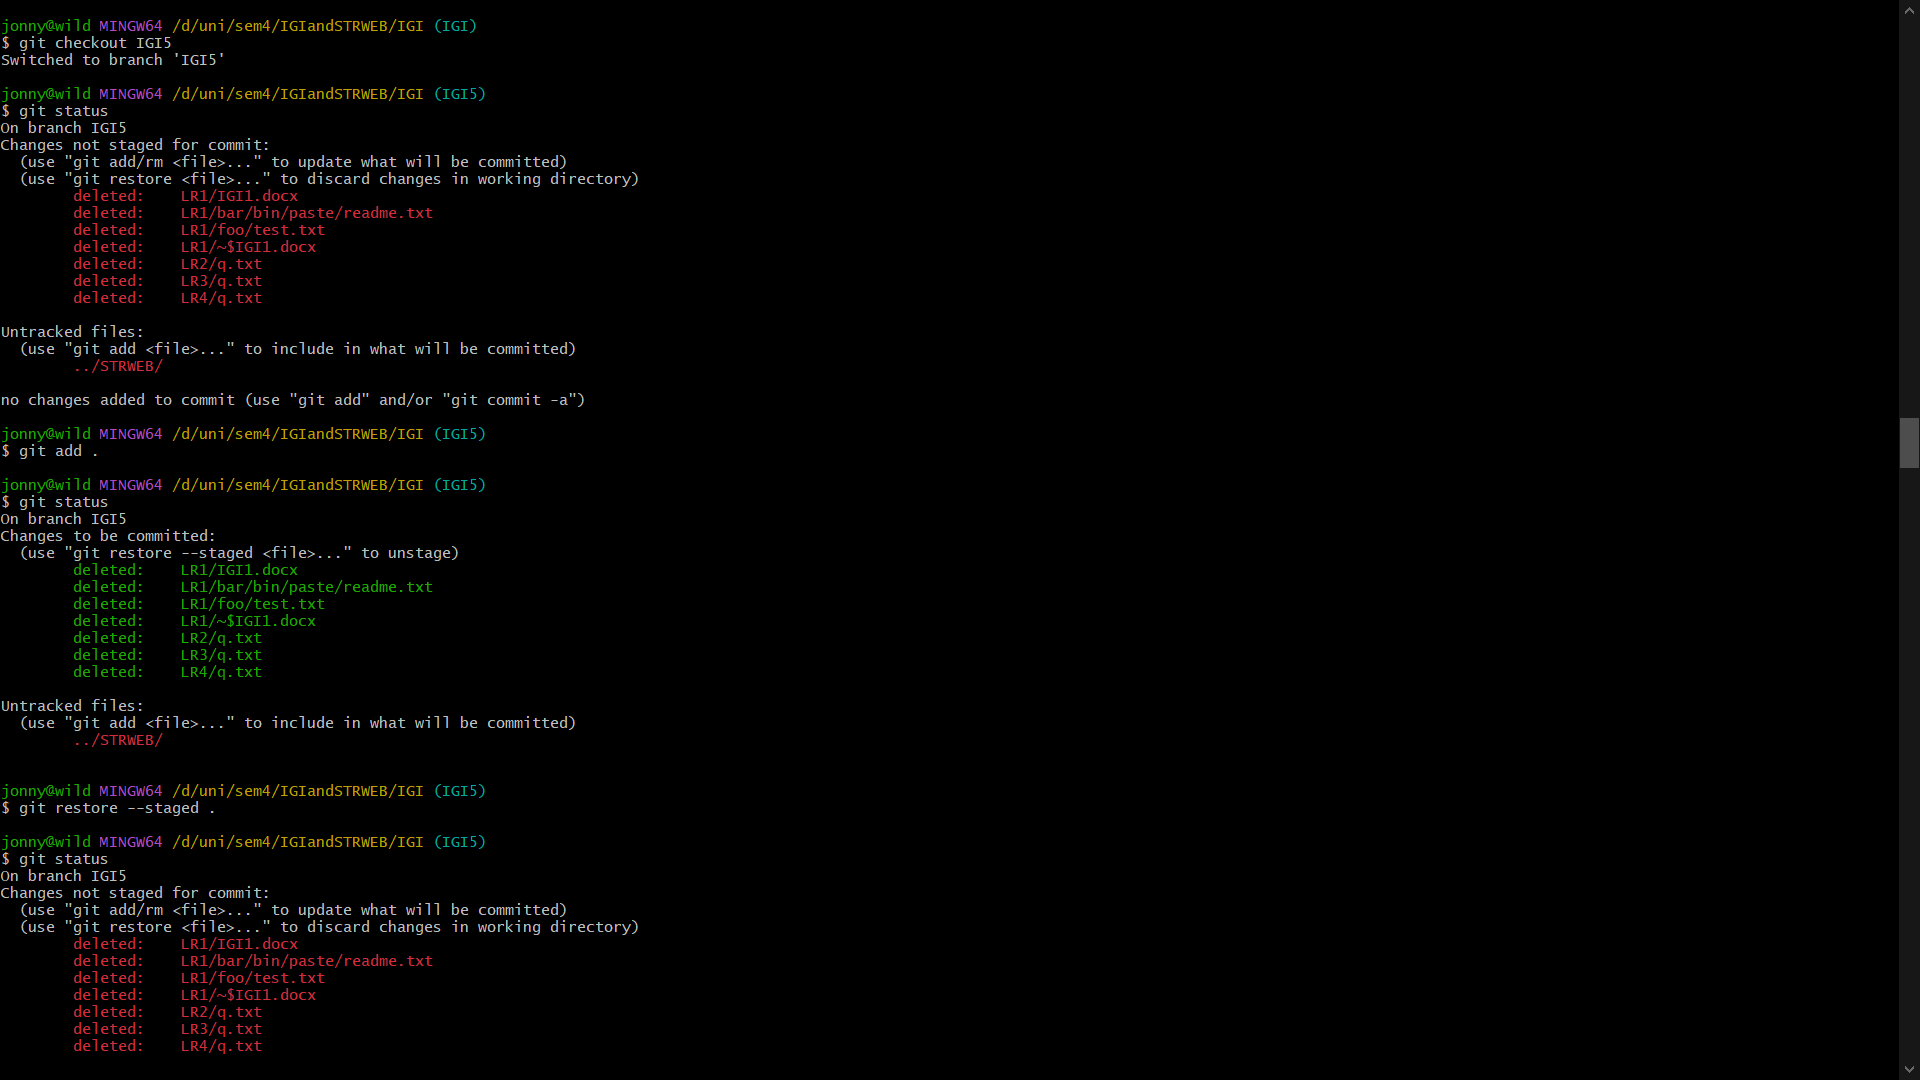 jonny@wild MINGW64 /d/uni/sem4/IGIandSTRWEB/IGI (IGI)
$ git checkout IGI5
Switched to branch 'IGI5'

jonny@wild MINGW64 /d/uni/sem4/IGIandSTRWEB/IGI (IGI5)
$ git status
On branch IGI5
Changes not staged for commit:
  (use "git add/rm <file>..." to update what will be committed)
  (use "git restore <file>..." to discard changes in working directory)
        deleted:    LR1/IGI1.docx
        deleted:    LR1/bar/bin/paste/readme.txt
        deleted:    LR1/foo/test.txt
        deleted:    LR1/~$IGI1.docx
        deleted:    LR2/q.txt
        deleted:    LR3/q.txt
        deleted:    LR4/q.txt

Untracked files:
  (use "git add <file>..." to include in what will be committed)
        ../STRWEB/

no changes added to commit (use "git add" and/or "git commit -a")

jonny@wild MINGW64 /d/uni/sem4/IGIandSTRWEB/IGI (IGI5)
$ git add .

jonny@wild MINGW64 /d/uni/sem4/IGIandSTRWEB/IGI (IGI5)
$ git status
On branch IGI5
Changes to be committed:
  (use "git restore --staged <file>..." to unstage)
        deleted:    LR1/IGI1.docx
        deleted:    LR1/bar/bin/paste/readme.txt
        deleted:    LR1/foo/test.txt
        deleted:    LR1/~$IGI1.docx
        deleted:    LR2/q.txt
        deleted:    LR3/q.txt
        deleted:    LR4/q.txt

Untracked files:
  (use "git add <file>..." to include in what will be committed)
        ../STRWEB/


jonny@wild MINGW64 /d/uni/sem4/IGIandSTRWEB/IGI (IGI5)
$ git restore --staged .

jonny@wild MINGW64 /d/uni/sem4/IGIandSTRWEB/IGI (IGI5)
$ git status
On branch IGI5
Changes not staged for commit:
  (use "git add/rm <file>..." to update what will be committed)
  (use "git restore <file>..." to discard changes in working directory)
        deleted:    LR1/IGI1.docx
        deleted:    LR1/bar/bin/paste/readme.txt
        deleted:    LR1/foo/test.txt
        deleted:    LR1/~$IGI1.docx
        deleted:    LR2/q.txt
        deleted:    LR3/q.txt
        deleted:    LR4/q.txt